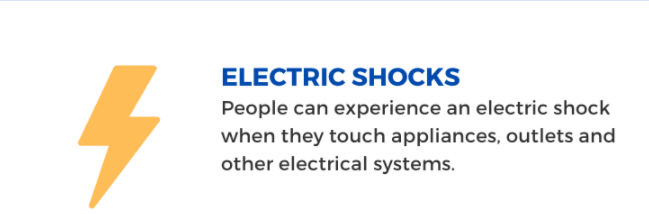 ELECTRIC SHOCKS
People can experience an electric shock
when they touch appliances, outlets and
other electrical systems.